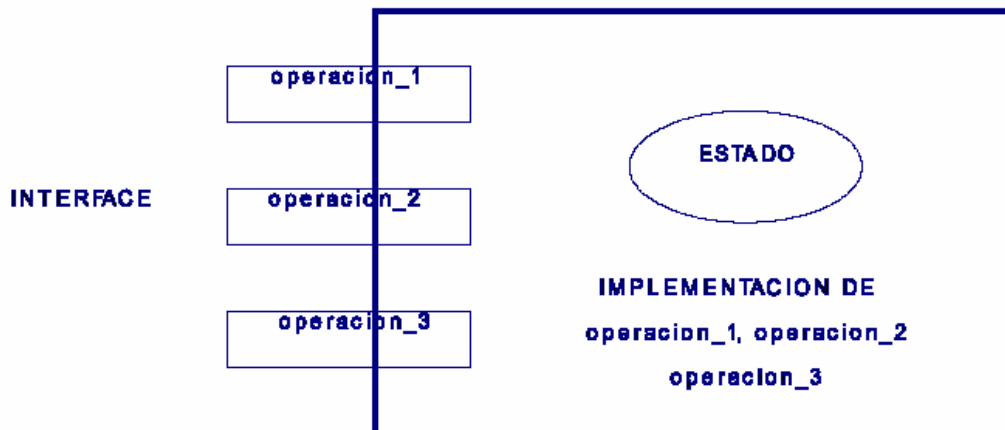 operacion_1
ESTADO
INTERFACE
operacion_2
IMPLEMENTACION DE
operacion_3
operacion_1, operacion_2
operacion_3